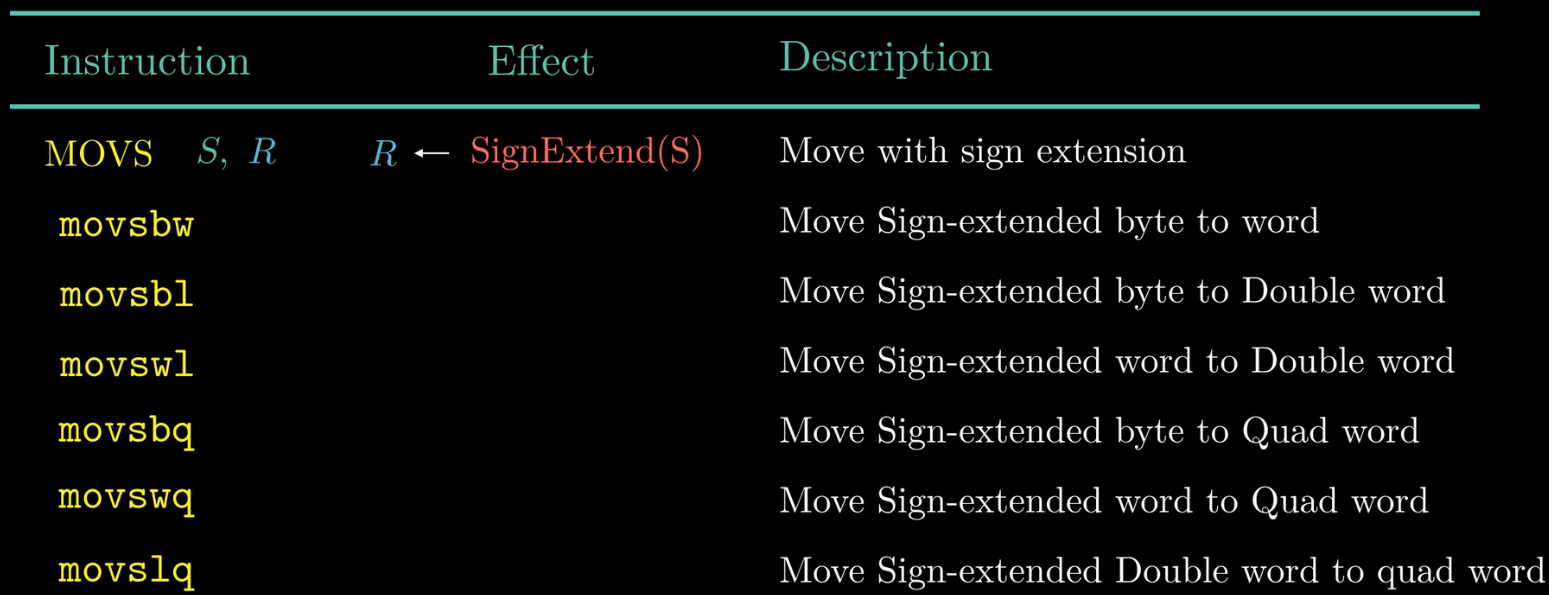 Instruction Effect Description
MOVS S, R R ← SignExtend(S) Move with sign extension
movsbw Move Sign-extended byte to word
movsbl Move Sign-extended byte to Double word
movswl Move Sign-extended word to Double word
movsbq Move Sign-extended byte to Quad word
movswq Move Sign-extended word to Quad word
movslq Move Sign-extended Double word to quad word